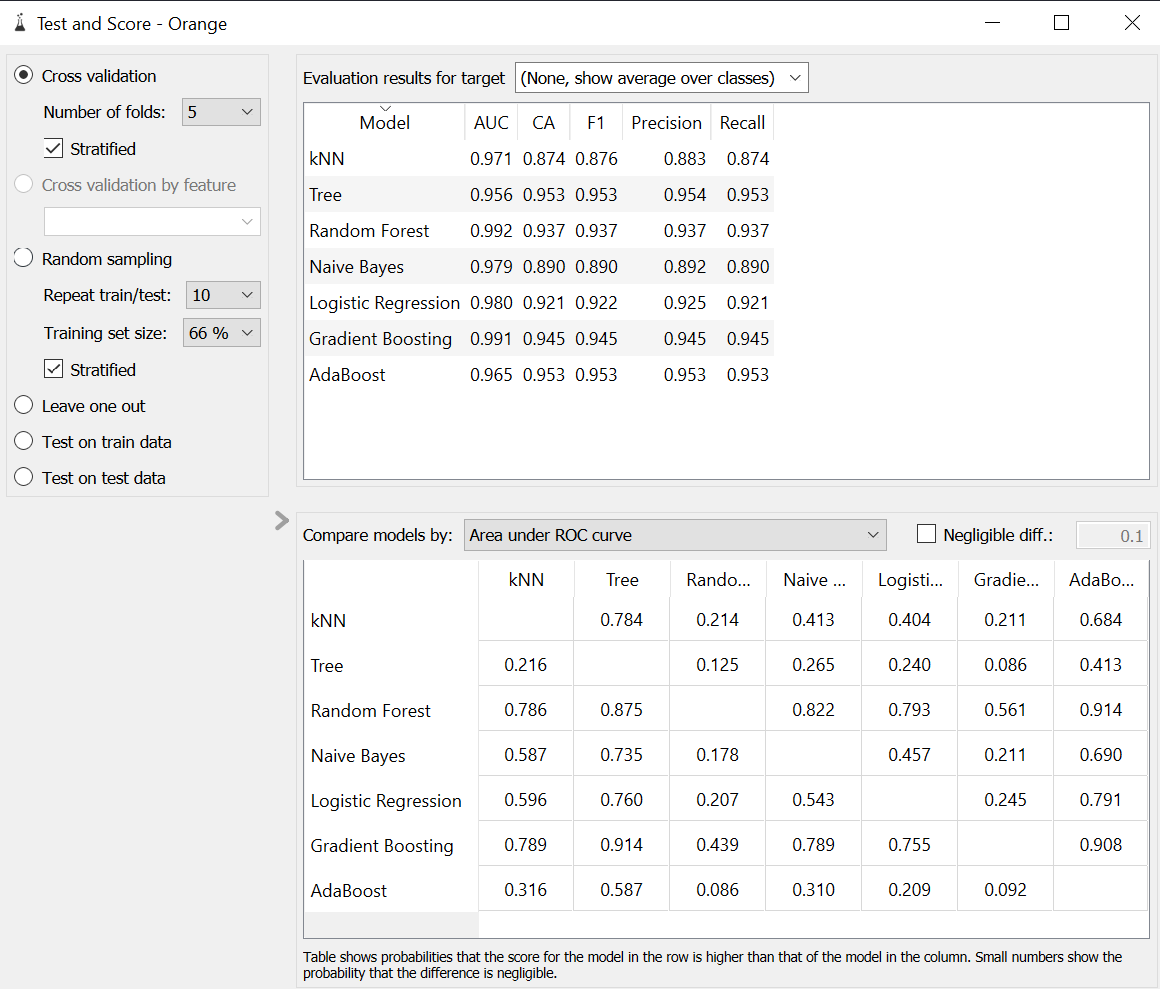 Test and Score - Orange
Cross validation
Number of folds: 5
Stratified
Cross validation by feature
Random sampling
Repeat train/test: 10
Training set size: 66 %
Stratified
Leave one out
Test on train data
Test on test data
Evaluation results for target (None, show average over classes)
Model AUC CA F1 Precision Recall
kNN 0.971 0.874 0.876 0.883 0.874
Tree 0.956 0.953 0.953 0.954 0.953
Random Forest 0.992 0.937 0.937 0.937 0.937
Naive Bayes 0.979 0.890 0.890 0.892 0.890
Logistic Regression 0.980 0.921 0.922 0.925 0.921
Gradient Boosting 0.991 0.945 0.945 0.945 0.945
AdaBoost 0.965 0.953 0.953 0.953 0.953
Compare models by: Area under ROC curve Negligible diff.: 0.1
kNN Tree Rando... Naive ... Logisti... Gradie... AdaBo...
kNN 0.784 0.214 0.413 0.404 0.211 0.684
Tree 0.216 0.125 0.265 0.240 0.086 0.413
Random Forest 0.786 0.875 0.822 0.793 0.561 0.914
Naive Bayes 0.587 0.735 0.178 0.457 0.211 0.690
Logistic Regression 0.596 0.760 0.207 0.543 0.245 0.791
Gradient Boosting 0.789 0.914 0.439 0.789 0.755 0.908
AdaBoost 0.316 0.587 0.086 0.310 0.209 0.092
Table shows probabilities that the score for the model in the row is higher than that of the model in the column. Small numbers show the
probability that the difference is negligible.